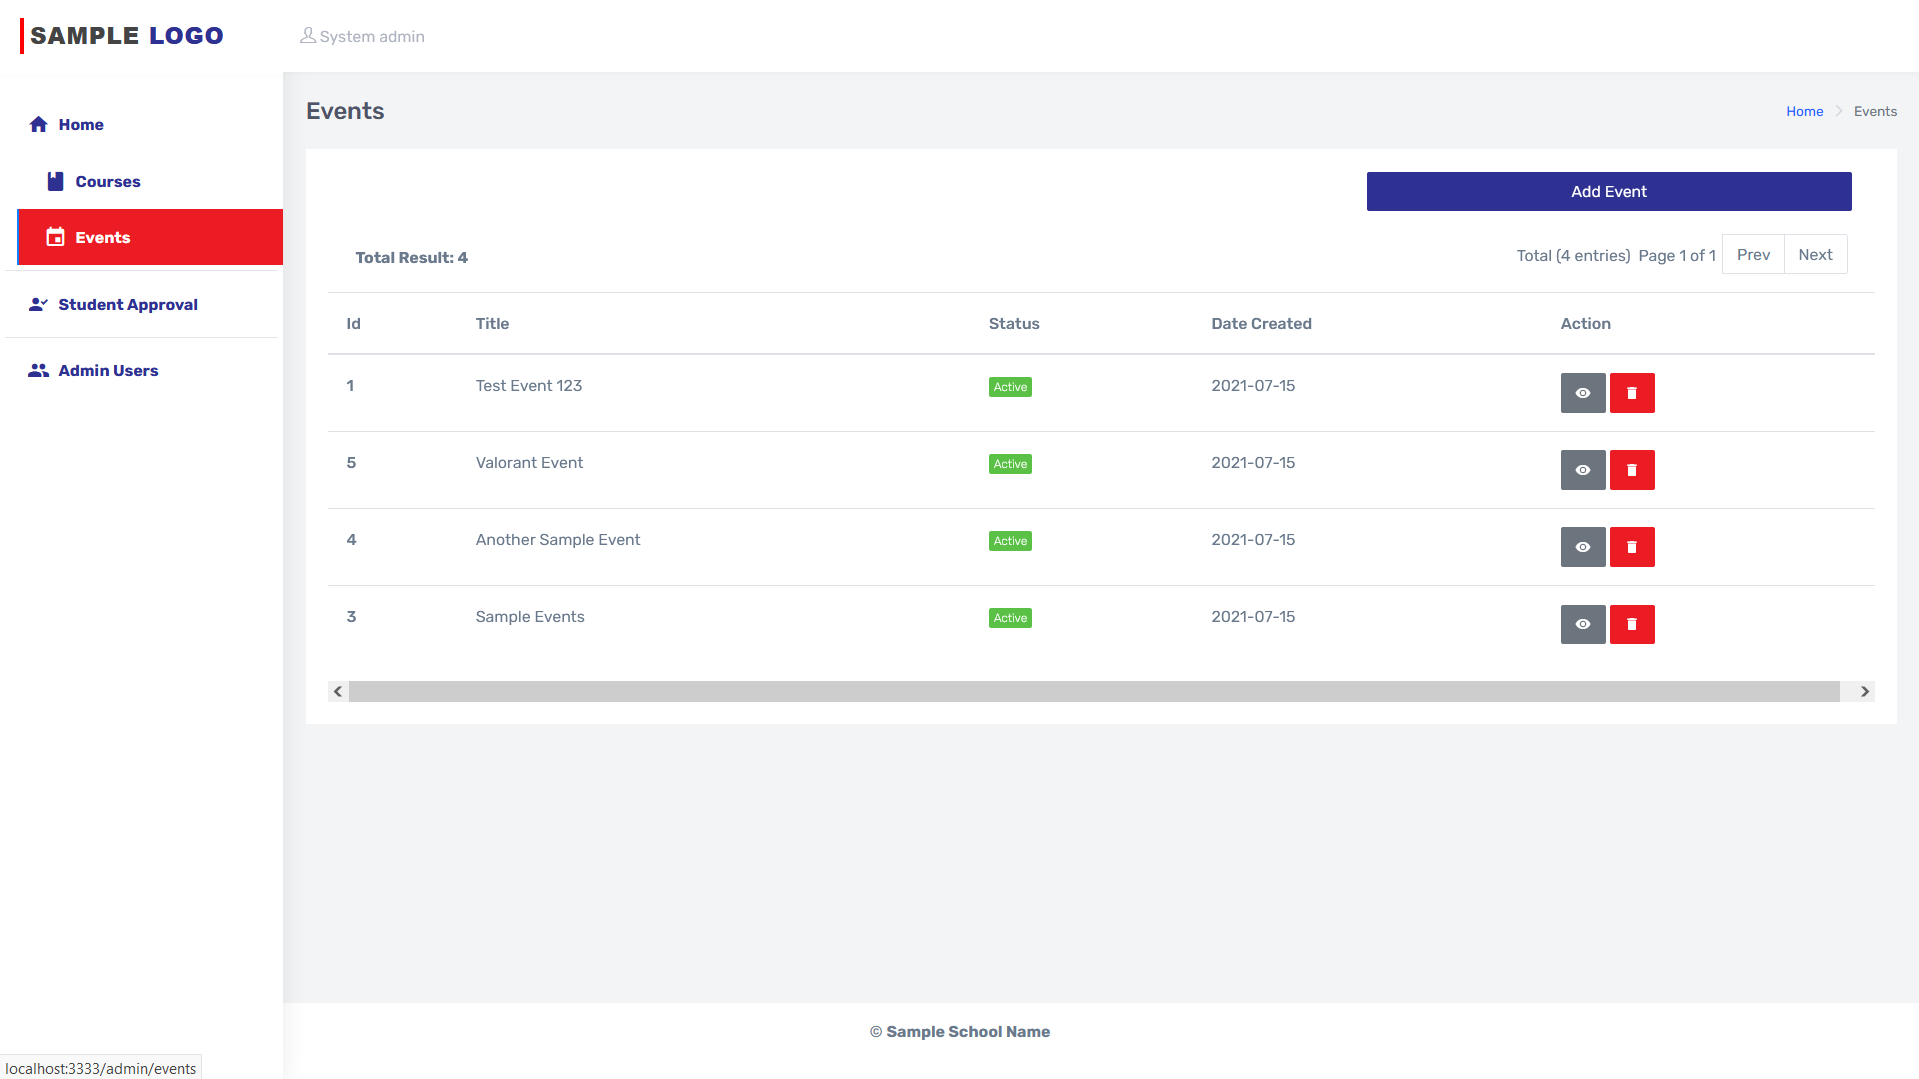 SAMPLE LOGO
System admin
Home
Courses
Events
Student Approval
Admin Users
Events
Home Events
Add Event
Total Result: 4
Total (4 entries) Page 1 of 1 Prev Next
Id Title Status Date Created Action
1 Test Event 123 Active 2021-07-15
5 Valorant Event Active 2021-07-15
4 Another Sample Event Active 2021-07-15
3 Sample Events Active 2021-07-15
© Sample School Name
localhost:3333/admin/events